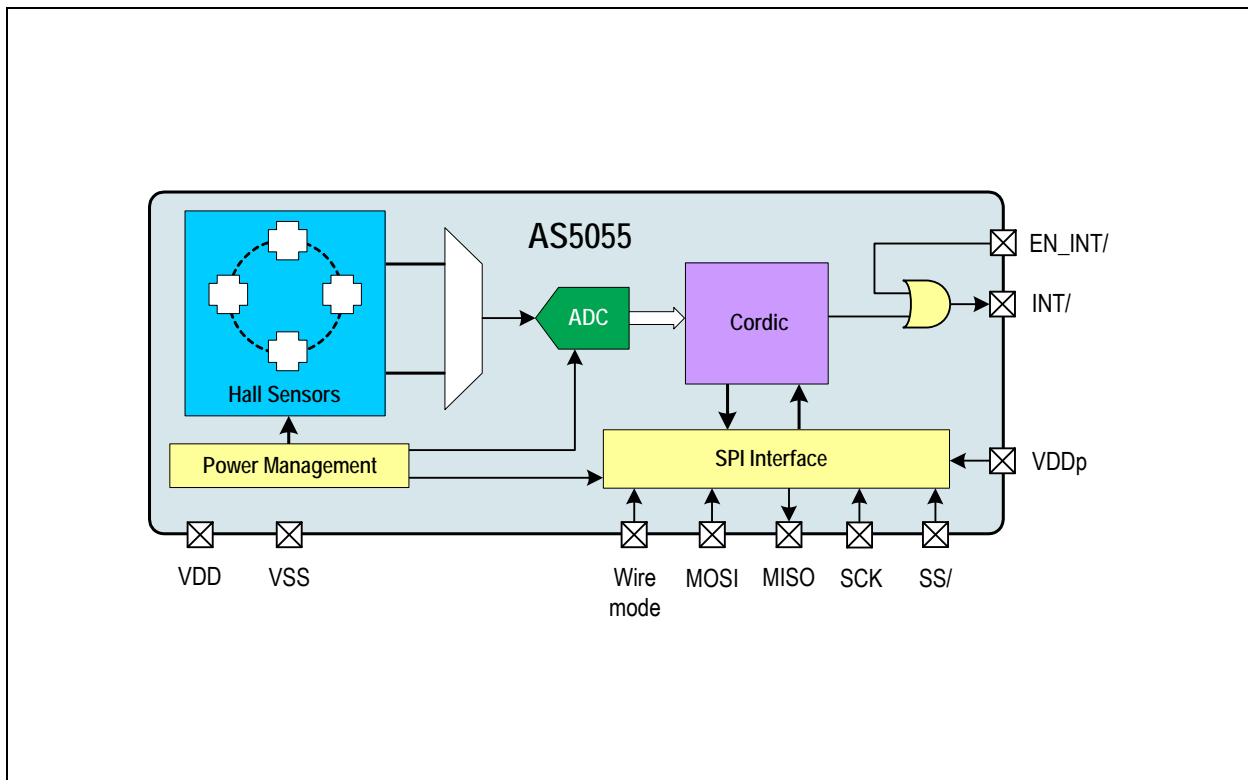 AS5055
EN_INT/
INT/
ADC
Cordic
Hall Sensors
Power Management
SPI Interface
VDDp
VDD
VSS
Wire
mode
MOSI
MISO
SCK
SS/